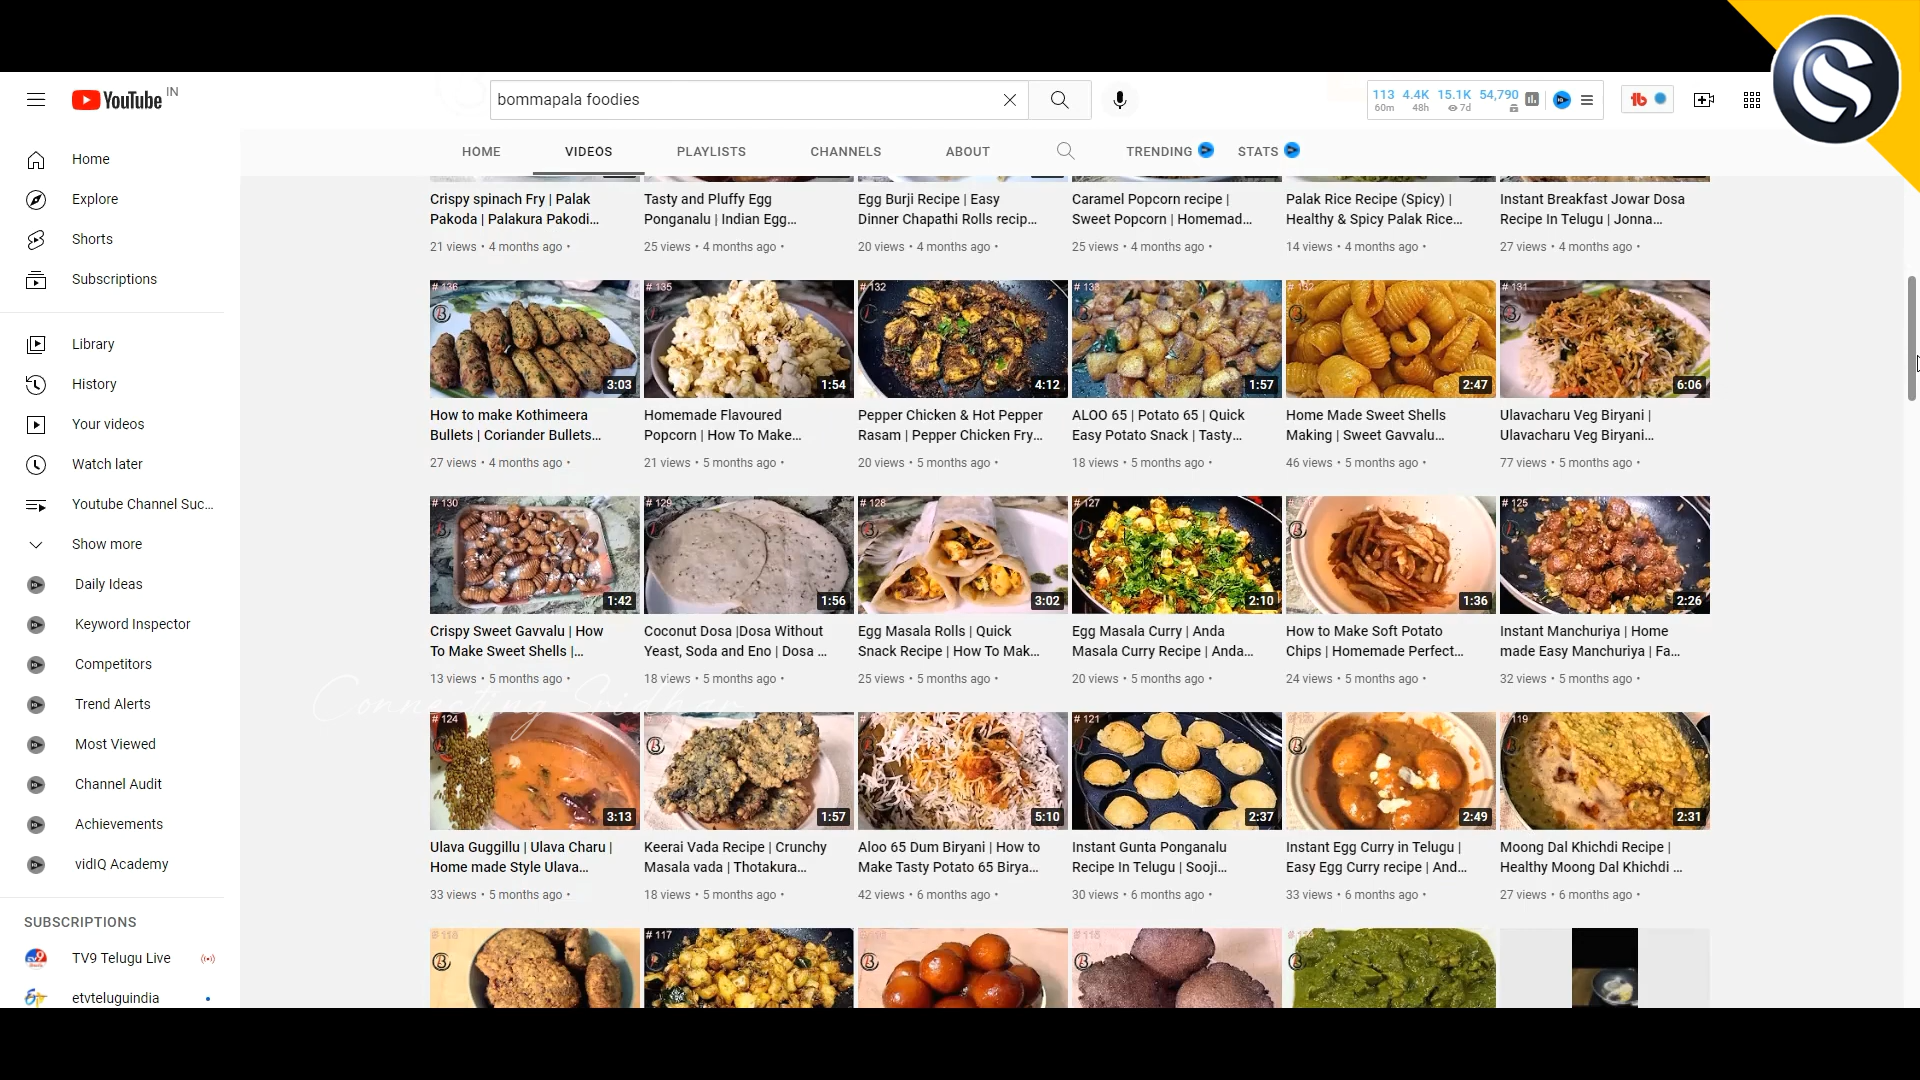 YouTube IN
bommapala foodies
113 4.4K 15.1K 54,790
60m 48h 7d
HOME VIDEOS PLAYLISTS CHANNELS ABOUT TRENDING STATS
Home
Explore
Shorts
Subscriptions
Library
History
Your videos
Watch later
Youtube Channel Suc...
Show more
Daily Ideas
Keyword Inspector
Competitors
Trend Alerts
Most Viewed
Channel Audit
Achievements
vidIQ Academy
SUBSCRIPTIONS
TV9 Telugu Live
etvteluguindia
Crispy spinach Fry | Palak
Pakoda | Palakura Pakodi...
21 views • 4 months ago •
Tasty and Pluffy Egg
Ponganalu | Indian Egg...
25 views • 4 months ago •
Egg Burji Recipe | Easy
Dinner Chapathi Rolls recip...
20 views • 4 months ago •
Caramel Popcorn recipe |
Sweet Popcorn | Homemad...
25 views • 4 months ago •
Palak Rice Recipe (Spicy) |
Healthy & Spicy Palak Rice...
14 views • 4 months ago •
Instant Breakfast Jowar Dosa
Recipe In Telugu | Jonna...
27 views • 4 months ago •
# 136
3:03
How to make Kothimeera
Bullets | Coriander Bullets...
27 views • 4 months ago •
# 135
1:54
Homemade Flavoured
Popcorn | How To Make...
21 views • 5 months ago •
# 132
4:12
Pepper Chicken & Hot Pepper
Rasam | Pepper Chicken Fry...
20 views • 5 months ago •
1:57
ALOO 65 | Potato 65 | Quick
Easy Potato Snack | Tasty...
18 views • 5 months ago •
2:47
Home Made Sweet Shells
Making | Sweet Gavvalu...
46 views • 5 months ago •
# 131
6:06
Ulavacharu Veg Biryani |
Ulavacharu Veg Biryani...
77 views • 5 months ago •
# 130
1:42
Crispy Sweet Gavvalu | How
To Make Sweet Shells |...
13 views • 5 months ago •
# 129
1:56
Coconut Dosa |Dosa Without
Yeast, Soda and Eno | Dosa ...
18 views • 5 months ago •
# 128
3:02
Egg Masala Rolls | Quick
Snack Recipe | How To Mak...
25 views • 5 months ago •
# 127
2:10
Egg Masala Curry | Anda
Masala Curry Recipe | Anda...
20 views • 5 months ago •
1:36
How to Make Soft Potato
Chips | Homemade Perfect...
24 views • 5 months ago •
# 125
2:26
Instant Manchuriya | Home
made Easy Manchuriya | Fa...
32 views • 5 months ago •
Connecting Sridhar
# 124
3:13
Ulava Guggillu | Ulava Charu |
Home made Style Ulava...
33 views • 5 months ago •
1:57
Keerai Vada Recipe | Crunchy
Masala vada | Thotakura...
18 views • 5 months ago •
5:10
Aloo 65 Dum Biryani | How to
Make Tasty Potato 65 Birya...
42 views • 6 months ago •
# 121
2:37
Instant Gunta Ponganalu
Recipe In Telugu | Sooji...
30 views • 6 months ago •
2:49
Instant Egg Curry in Telugu |
Easy Egg Curry recipe | And...
33 views • 6 months ago •
# 119
2:31
Moong Dal Khichdi Recipe |
Healthy Moong Dal Khichdi ...
27 views • 6 months ago •
# 118
# 117